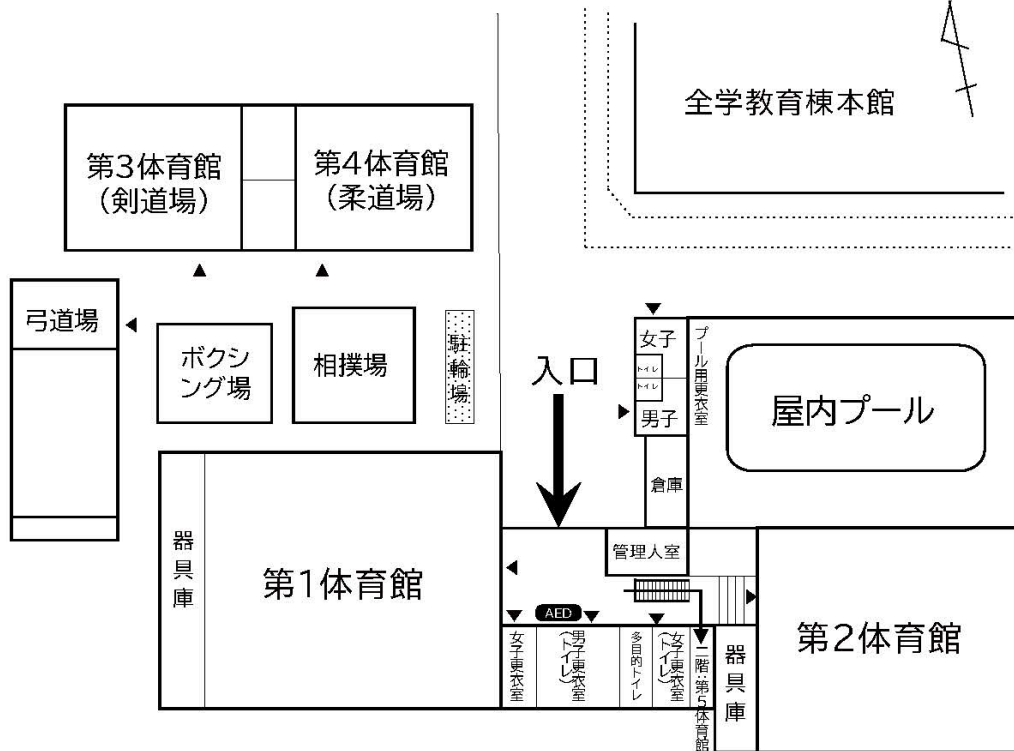 全学教育棟本館
第3体育館
(剣道場)
第4体育館
(柔道場)
弓道場
ボクシ
ング場
相撲場
駐輪場
入口
女子
トイレ
トイレ
男子
プール用更衣室
屋内プール
倉庫
器具庫
第1体育館
管理人室
AED
女子更衣室
男子更衣室
(トイレ)
多目的トイレ
女子更衣室
(トイレ)
二階:第5体育館
器具庫
第2体育館